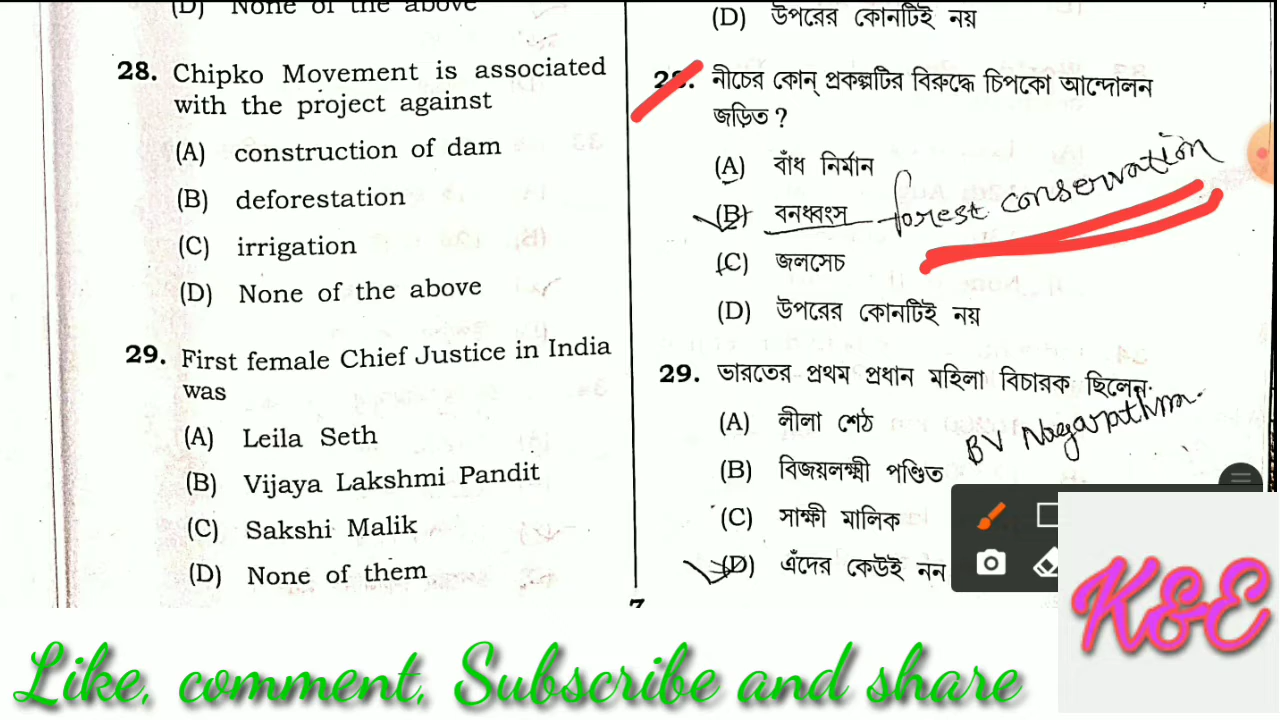 (D) None of the above
28. Chipko Movement is associated
with the project against
(A) construction of dam
(B) deforestation
(C) irrigation
(D) None of the above
29. First female Chief Justice in India
was
(A) Leila Seth
(B) Vijaya Lakshmi Pandit
(C) Sakshi Malik
(D) None of them
(D) উপরের কোনটিই নয়
28. নীচের কোন্ প্রকল্পটির বিরুদ্ধে চিপকো আন্দোলন
জড়িত ?
(A) বাঁধ নির্মান
(B) বনধ্বংস forest conservation
(C) জলসেচ
(D) উপরের কোনটিই নয়
29. ভারতের প্রথম প্রধান মহিলা বিচারক ছিলেন
(A) লীলা শেঠ
BV Nagarathna
(B) বিজয়লক্ষ্মী পণ্ডিত
(C) সাক্ষী মালিক
(D) এঁদের কেউই নন
7
K&E
Like, comment, Subscribe and share